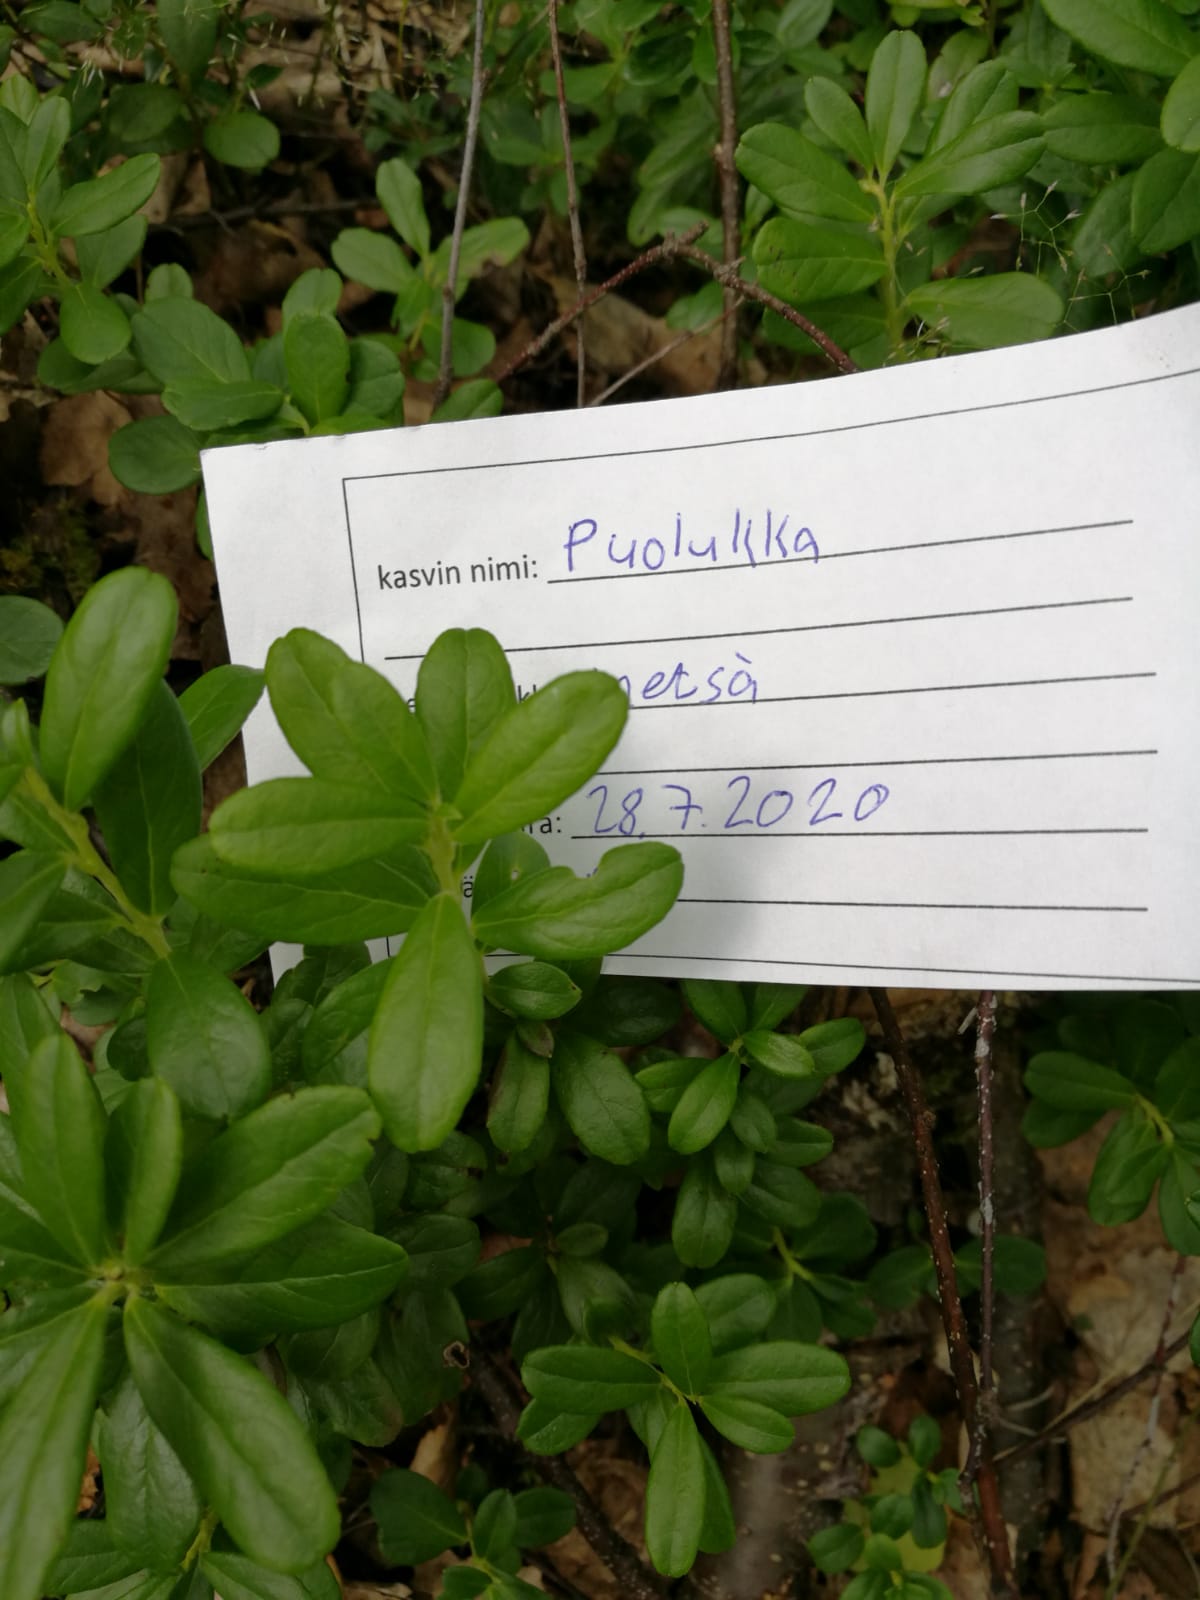 kasvin nimi: Puolukka
metsä
28.7.2020